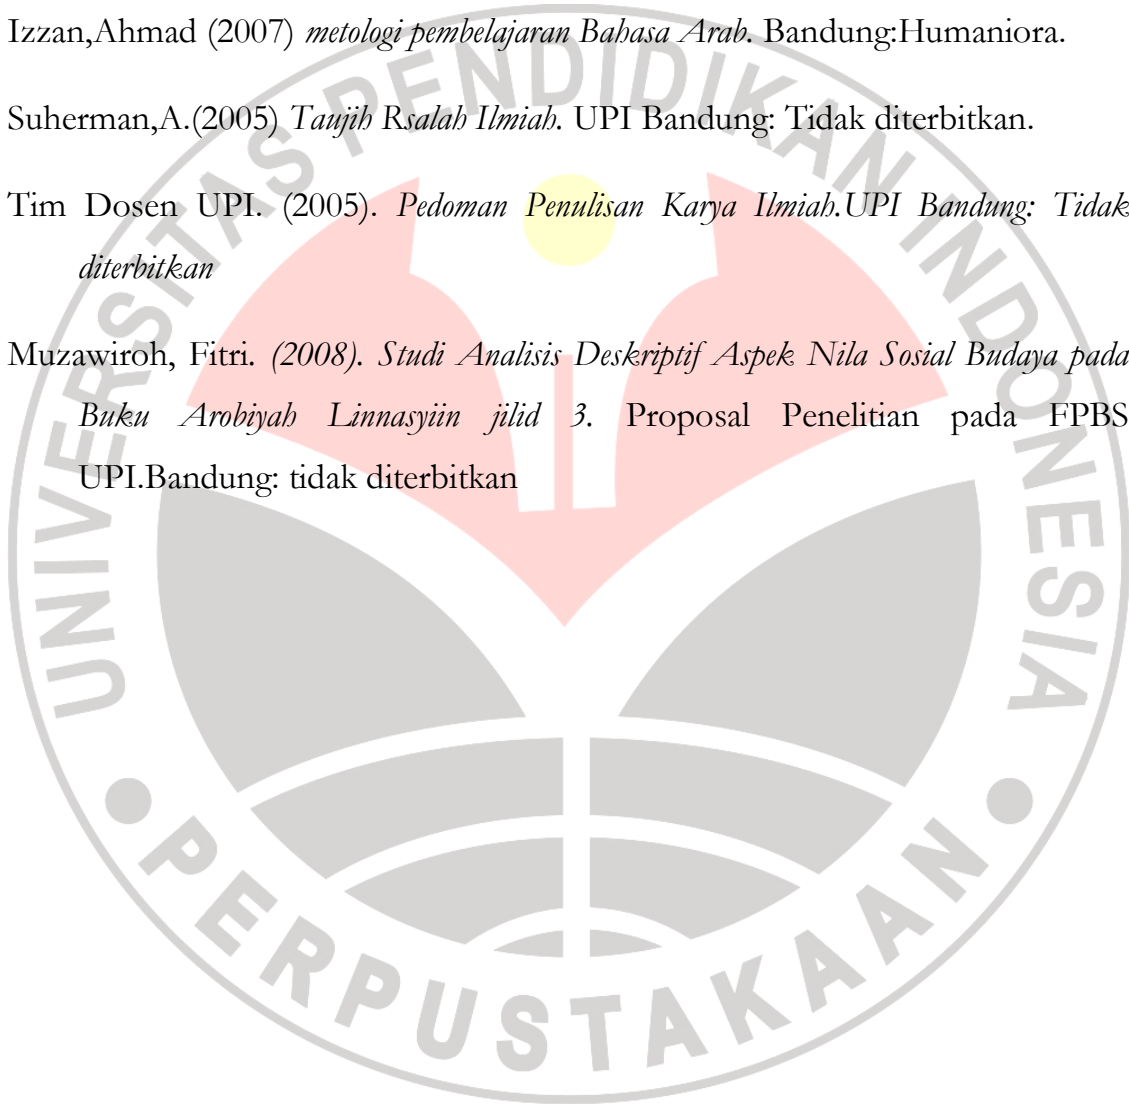 Izzan,Ahmad (2007) metologi pembelajaran Bahasa Arab. Bandung:Humaniora.
Suherman,A.(2005) Taujih Rsalah Ilmiah. UPI Bandung: Tidak diterbitkan.
Tim Dosen UPI. (2005). Pedoman Penulisan Karya Ilmiah.UPI Bandung: Tidak
diterbitkan
Muzawiroh, Fitri. (2008). Studi Analisis Deskriptif Aspek Nila Sosial Budaya pada
Buku Arobiyah Linnasyiin jilid 3. Proposal Penelitian pada FPBS
UPI.Bandung: tidak diterbitkan
UNIVERSITAS PENDIDIKAN INDONESIA
PERPUSTAKAAN